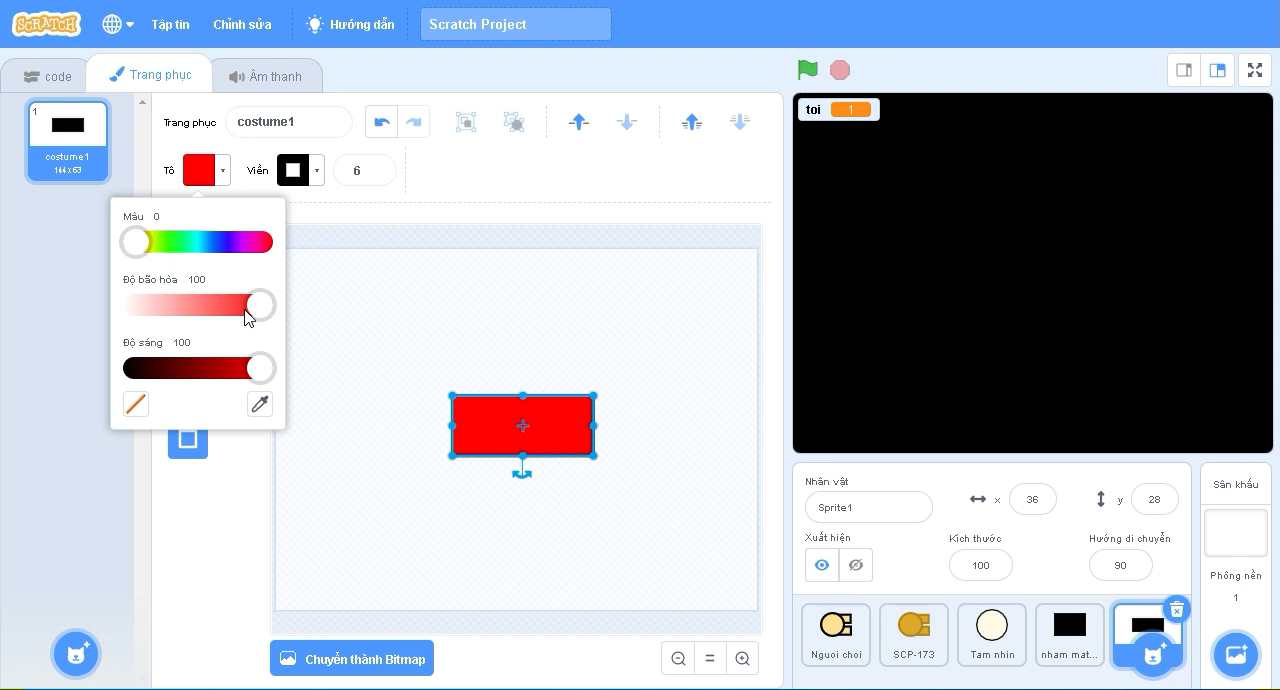 SCRATCH
Tập tin
Chỉnh sửa
Hướng dẫn
Scratch Project
code
Trang phục
Âm thanh
1
costume1
144 x 63
Trang phục
costume1
Tô
Viền
6
Màu 0
Độ bão hòa 100
Độ sáng 100
Chuyển thành Bitmap
toi 1
Nhân vật
Sprite1
x
36
y
28
Xuất hiện
Kích thước
100
Hướng di chuyển
90
Nguoi choi
SCP-173
Tam nhin
nham mat...
Sân khấu
Phông nền
1